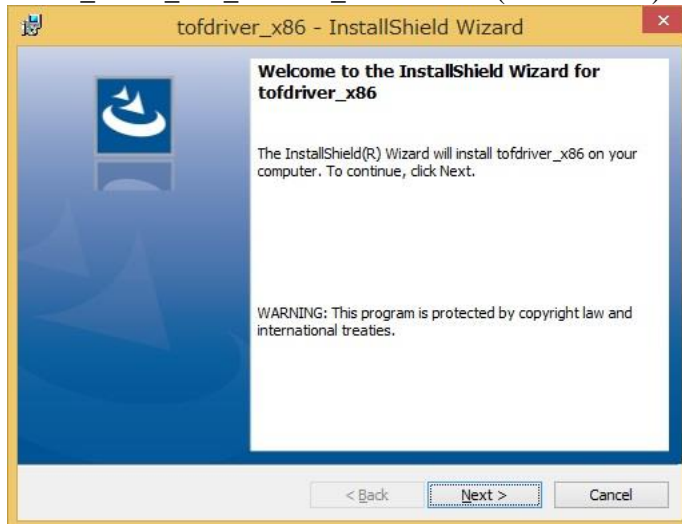 tofdriver_x86 - InstallShield Wizard
Welcome to the InstallShield Wizard for
tofdriver_x86
The InstallShield(R) Wizard will install tofdriver_x86 on your
computer. To continue, click Next.
WARNING: This program is protected by copyright law and
international treaties.
< Back
Next >
Cancel